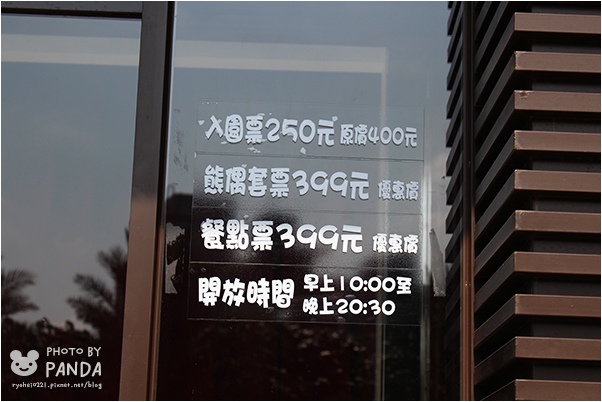 入園票250元 原價400元
熊偶套票399元 優惠價
餐點票399元 優惠價
開放時間 早上10:00至
晚上20:30
PHOTO BY
PANDA
ryohei0221.pixnet.net/blog